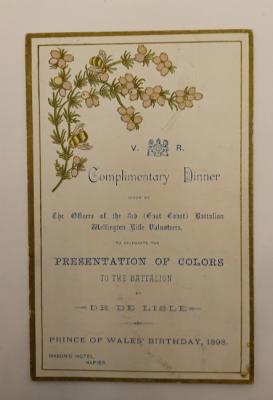 V. R.
Complimentary Dinner
GIVEN BY
The Officers of the 3rd (East Coast) Battalion
Wellington Rifle Volunteers,
TO CELEBRATE THE
PRESENTATION OF COLORS
TO THE BATTALION
BY
DR DE LISLE
ON
PRINCE OF WALES' BIRTHDAY, 1898.
MASONIC HOTEL,
NAPIER.